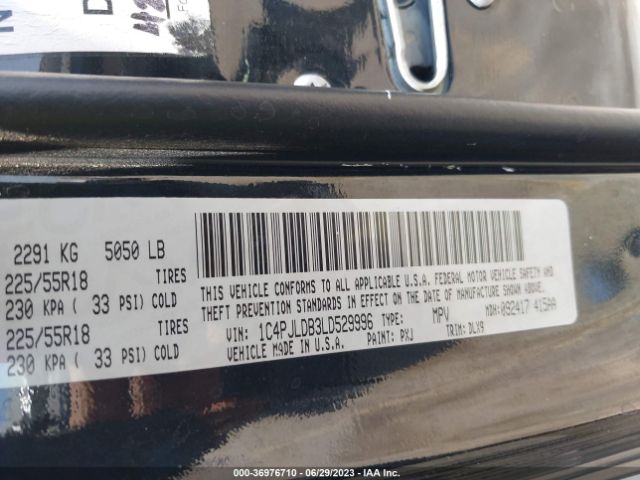 N
D
2291 KG 5050 LB
225/55R18 TIRES
230 KPA ( 33 PSI) COLD
225/55R18 TIRES
230 KPA ( 33 PSI) COLD
THIS VEHICLE CONFORMS TO ALL APPLICABLE U.S.A. FEDERAL MOTOR VEHICLE SAFETY AND
THEFT PREVENTION STANDARDS IN EFFECT ON THE DATE OF MANUFACTURE SHOWN ABOVE.
VIN: 1C4PJLDB3LD529996 TYPE: MPV MDH: 092417 415AA
VEHICLE MADE IN U.S.A. PAINT: PXJ TRIM: DLX9
000-36976710 - 06/29/2023 - IAA Inc.